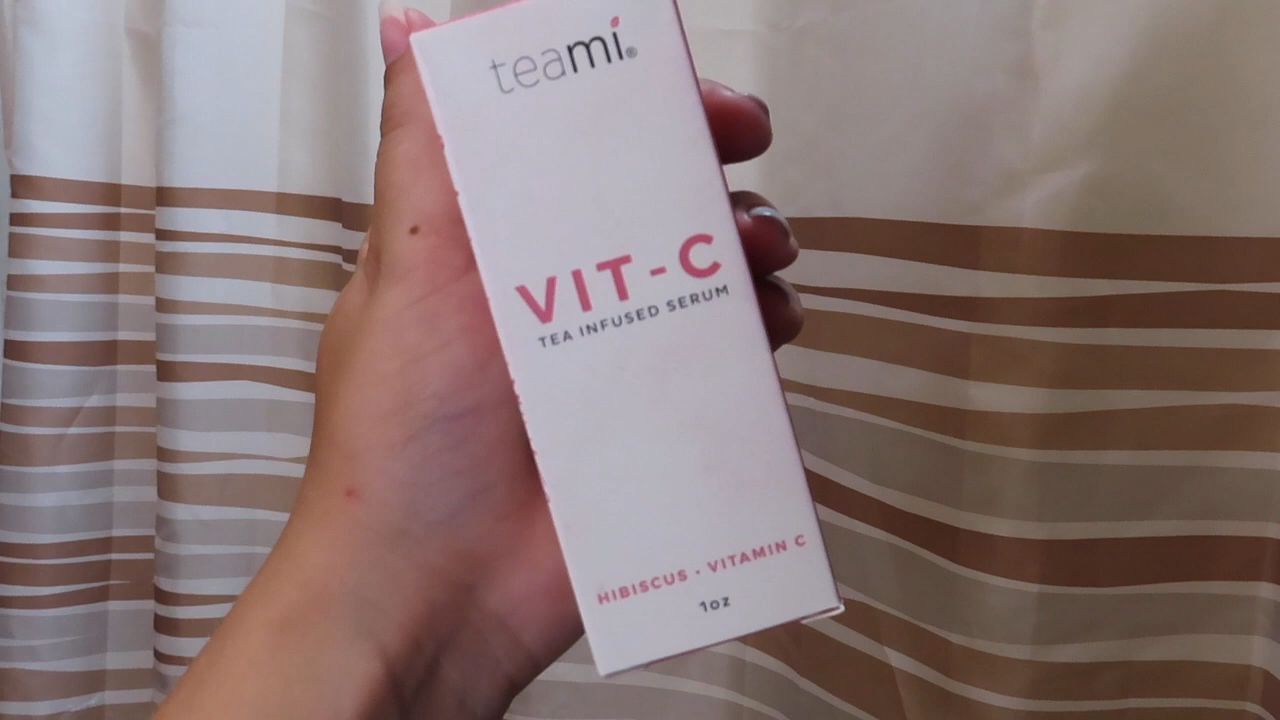 teami®
VIT-C
TEA INFUSED SERUM
HIBISCUS · VITAMIN C
1oz